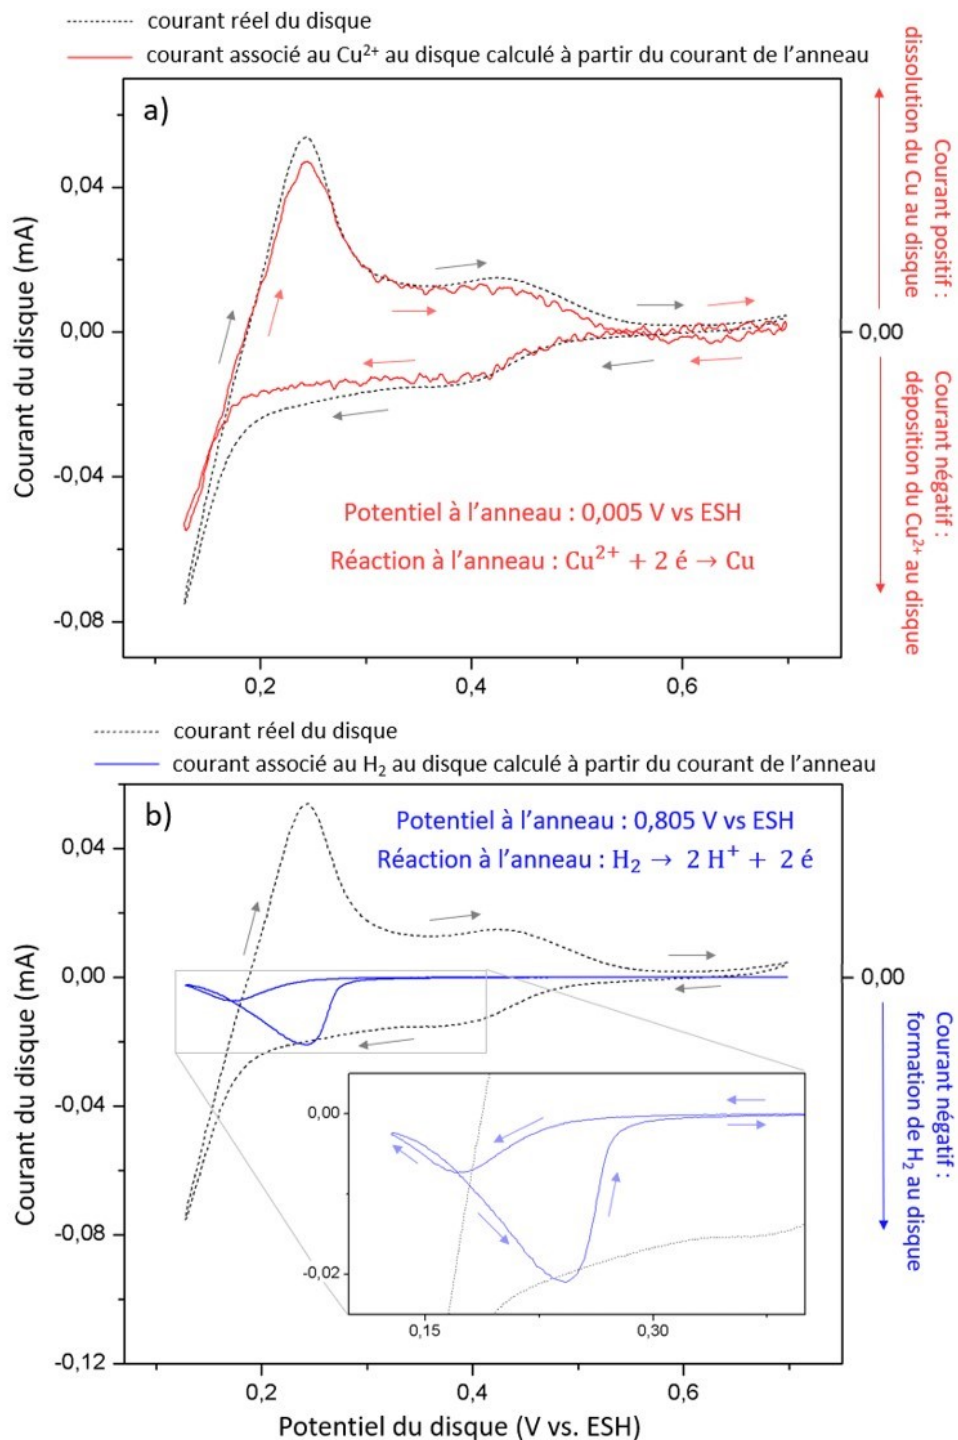 courant réel du disque
courant associé au Cu²⁺ au disque calculé à partir du courant de l’anneau
a)
0,04
0,00
-0,04
-0,08
Courant du disque (mA)
0,2 0,4 0,6
Potentiel à l’anneau : 0,005 V vs ESH
Réaction à l’anneau : Cu²⁺ + 2 é → Cu
0,00
Courant positif :
dissolution du Cu au disque
Courant négatif :
déposition du Cu²⁺ au disque
courant réel du disque
courant associé au H₂ au disque calculé à partir du courant de l’anneau
b)
Potentiel à l’anneau : 0,805 V vs ESH
Réaction à l’anneau : H₂ → 2 H⁺ + 2 é
0,04
0,00
-0,04
-0,08
-0,12
Courant du disque (mA)
0,00
-0,02
0,15 0,30
0,00
Courant négatif :
formation de H₂ au disque
0,2 0,4 0,6
Potentiel du disque (V vs. ESH)